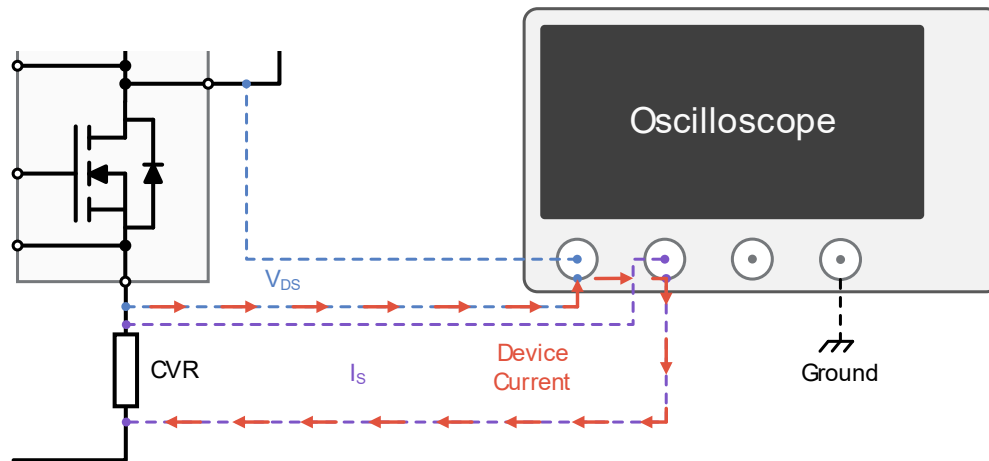 Oscilloscope
V_DS
CVR
I_S
Device
Current
Ground